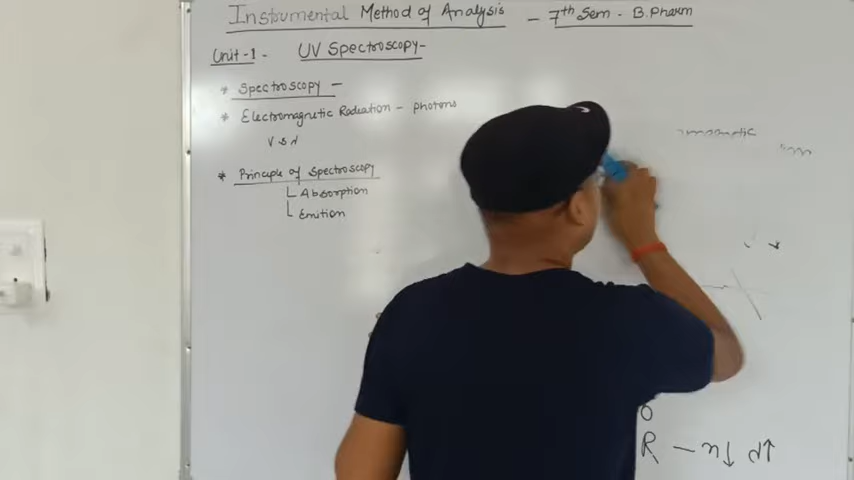 Instrumental Method of Analysis - 7th Sem - B.Pharm
Unit-1 - UV Spectroscopy-
* Spectroscopy -
* Electromagnetic Radiation - photons
* Principle of Spectroscopy
Absorption
Emition
R - n↓ λ↑